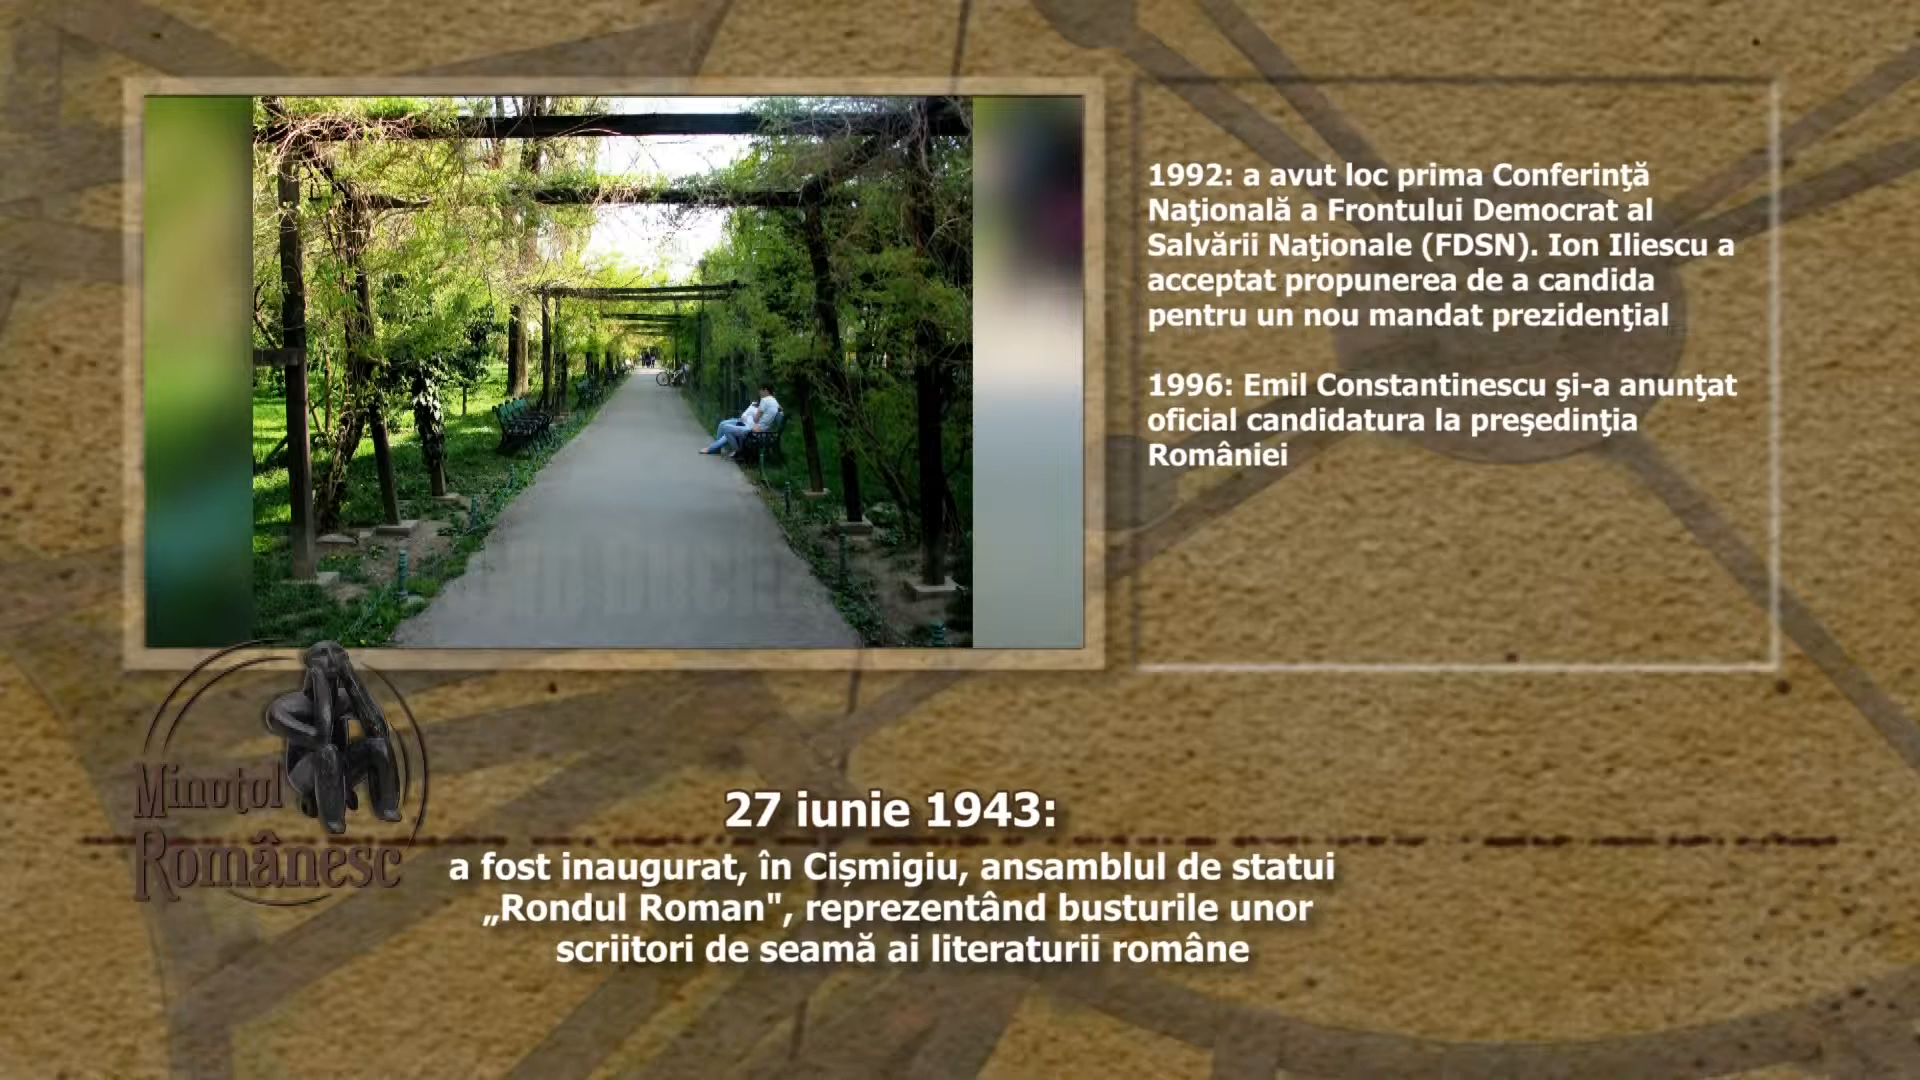 1992: a avut loc prima Conferinţă
Naţională a Frontului Democrat al
Salvării Naţionale (FDSN). Ion Iliescu a
acceptat propunerea de a candida
pentru un nou mandat prezidenţial
1996: Emil Constantinescu şi-a anunţat
oficial candidatura la preşedinţia
României
Minutul
Românesc
27 iunie 1943:
a fost inaugurat, în Cișmigiu, ansamblul de statui
„Rondul Roman", reprezentând busturile unor
scriitori de seamă ai literaturii române